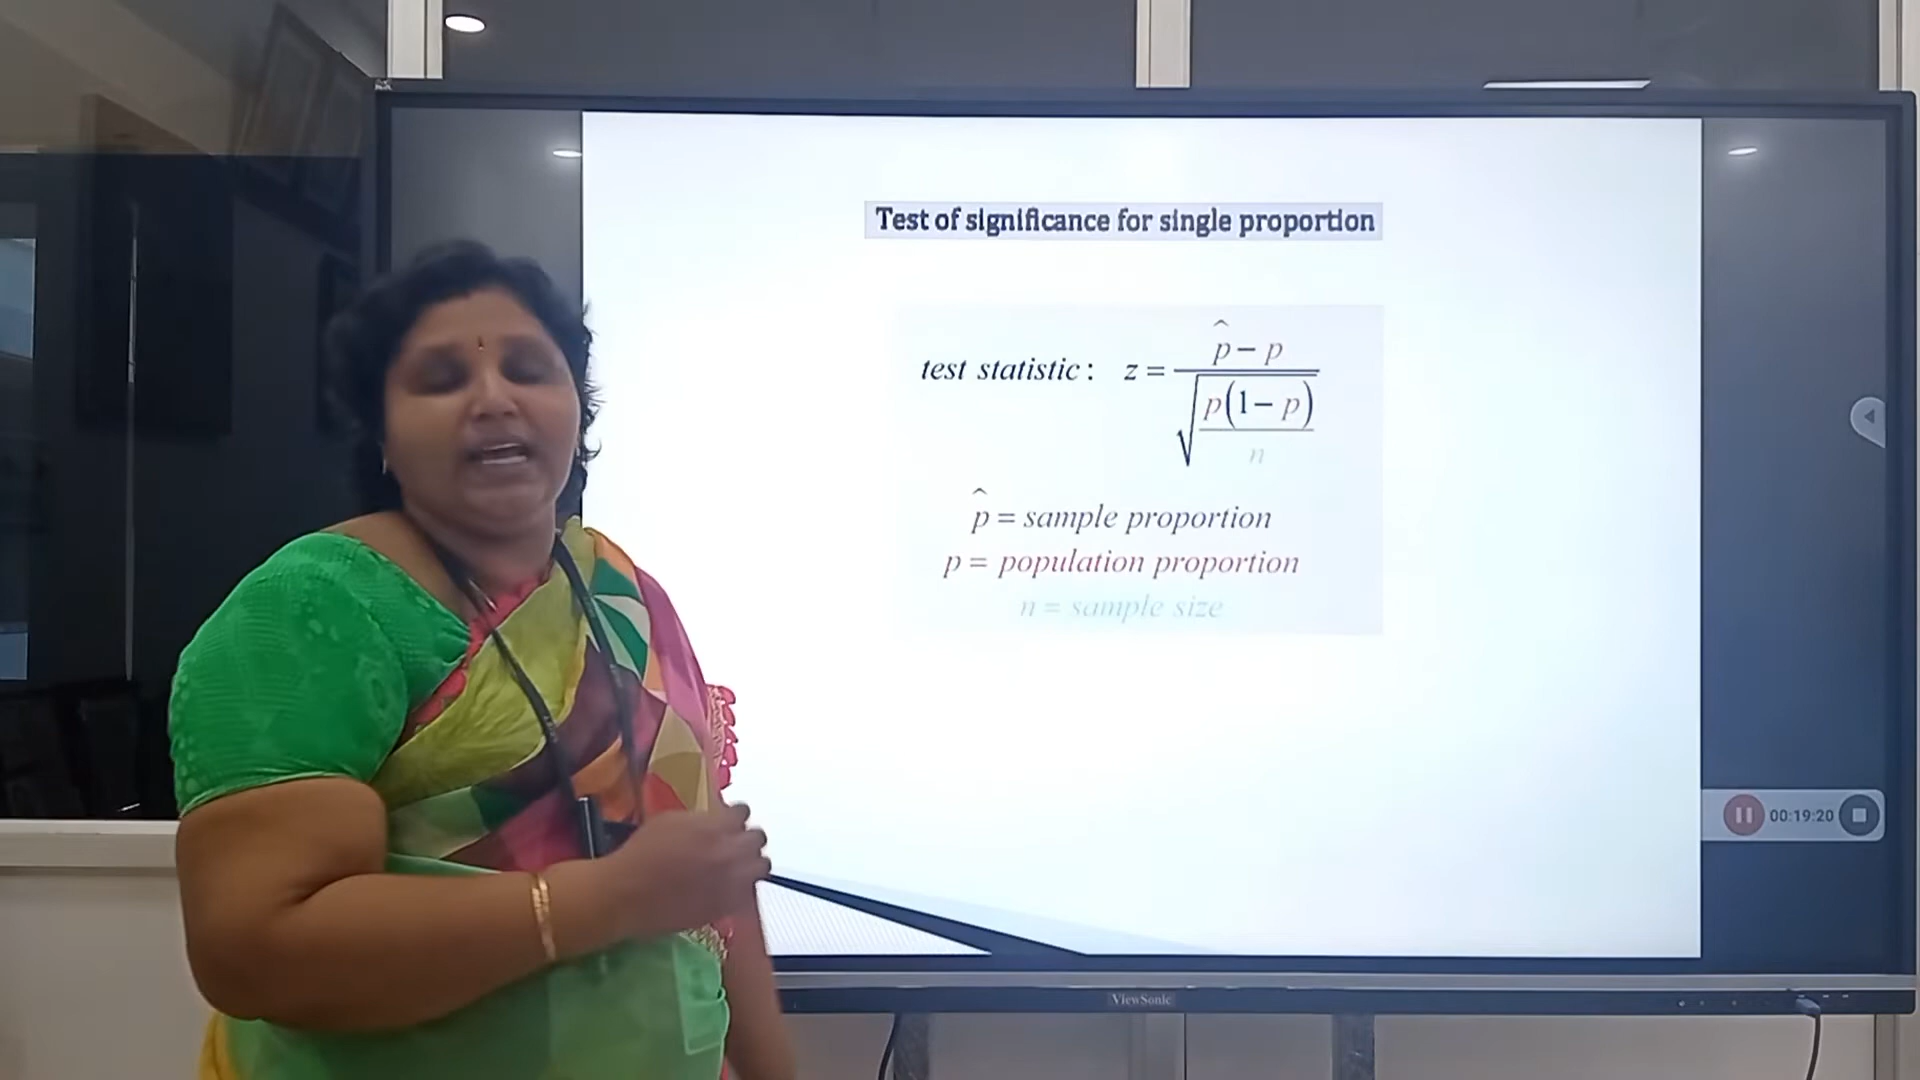 Test of significance for single proportion
test statistic : z = (p̂ − p) / √(p(1 − p) / n)
p̂ = sample proportion
p = population proportion
n = sample size
00:19:20
ViewSonic